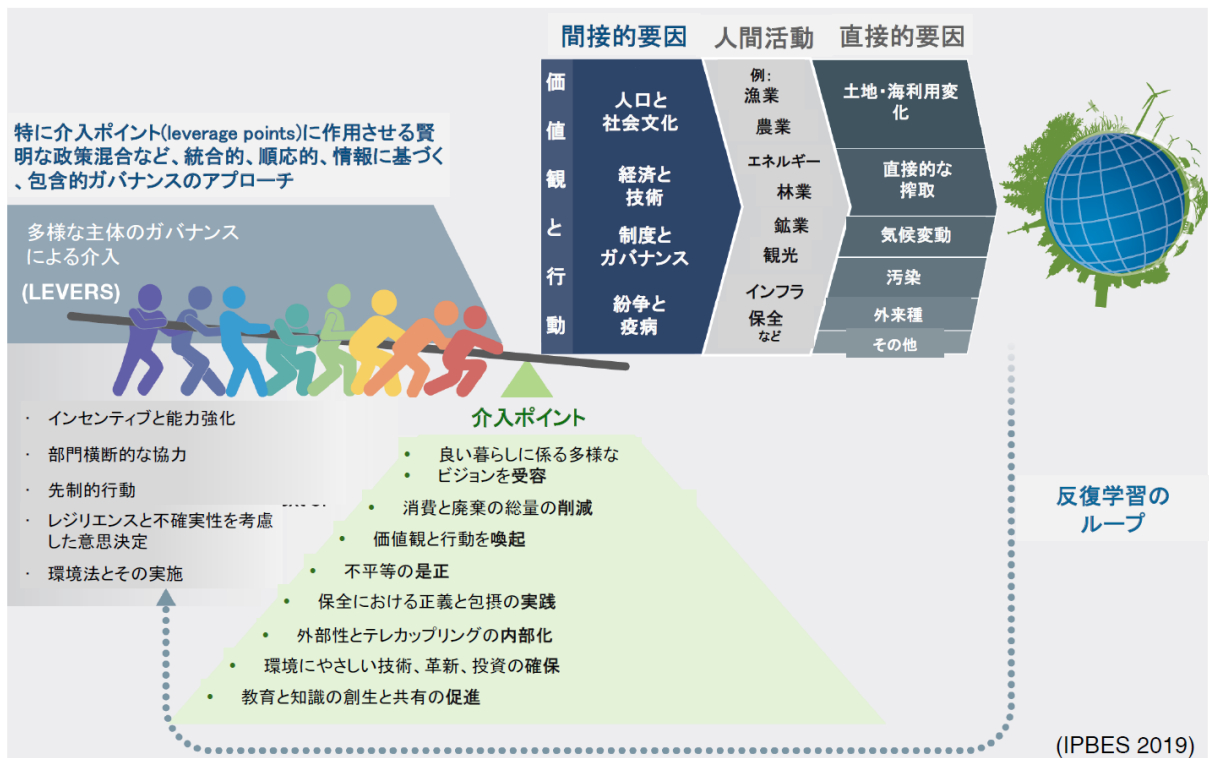 特に介入ポイント(leverage points)に作用させる賢
明な政策混合など、統合的、順応的、情報に基づく
、包含的ガバナンスのアプローチ
多様な主体のガバナンス
による介入
(LEVERS)
・ インセンティブと能力強化
・ 部門横断的な協力
・ 先制的行動
・ レジリエンスと不確実性を考慮
した意思決定
・ 環境法とその実施
間接的要因
価値観と行動
人口と
社会文化
経済と
技術
制度と
ガバナンス
紛争と
疫病
人間活動
例：
漁業
農業
エネルギー
林業
鉱業
観光
インフラ
保全
など
直接的要因
土地・海利用変
化
直接的な
搾取
気候変動
汚染
外来種
その他
介入ポイント
• 良い暮らしに係る多様な
• ビジョンを受容
• 消費と廃棄の総量の削減
• 価値観と行動を喚起
• 不平等の是正
• 保全における正義と包摂の実践
• 外部性とテレカップリングの内部化
• 環境にやさしい技術、革新、投資の確保
• 教育と知識の創生と共有の促進
反復学習の
ループ
(IPBES 2019)